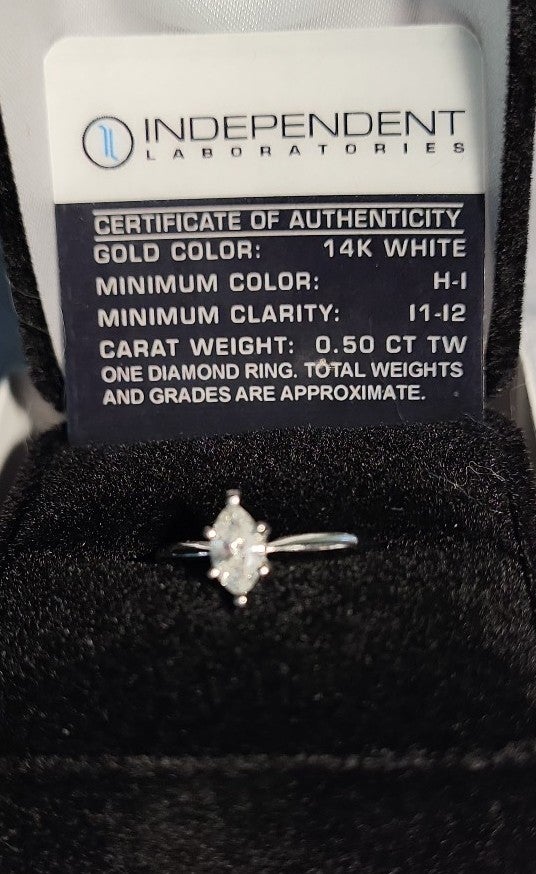 INDEPENDENT
LABORATORIES
CERTIFICATE OF AUTHENTICITY
GOLD COLOR: 14K WHITE
MINIMUM COLOR: H-I
MINIMUM CLARITY: I1-I2
CARAT WEIGHT: 0.50 CT TW
ONE DIAMOND RING. TOTAL WEIGHTS
AND GRADES ARE APPROXIMATE.